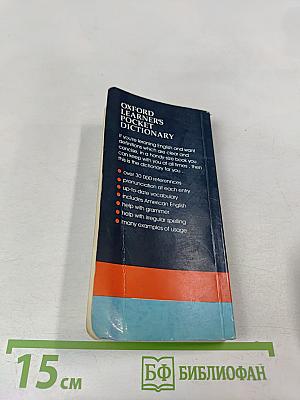 OXFORD
LEARNER'S
POCKET
DICTIONARY
If you're learning English and want
definitions which are clear and
concise, in a handy-size book you
can keep with you at all times, then
this is the dictionary for you.
over 30 000 references
pronunciation at each entry
up-to-date vocabulary
includes American English
help with grammar
help with irregular spelling
many examples of usage
15 см
БФ БИБЛИОФАН